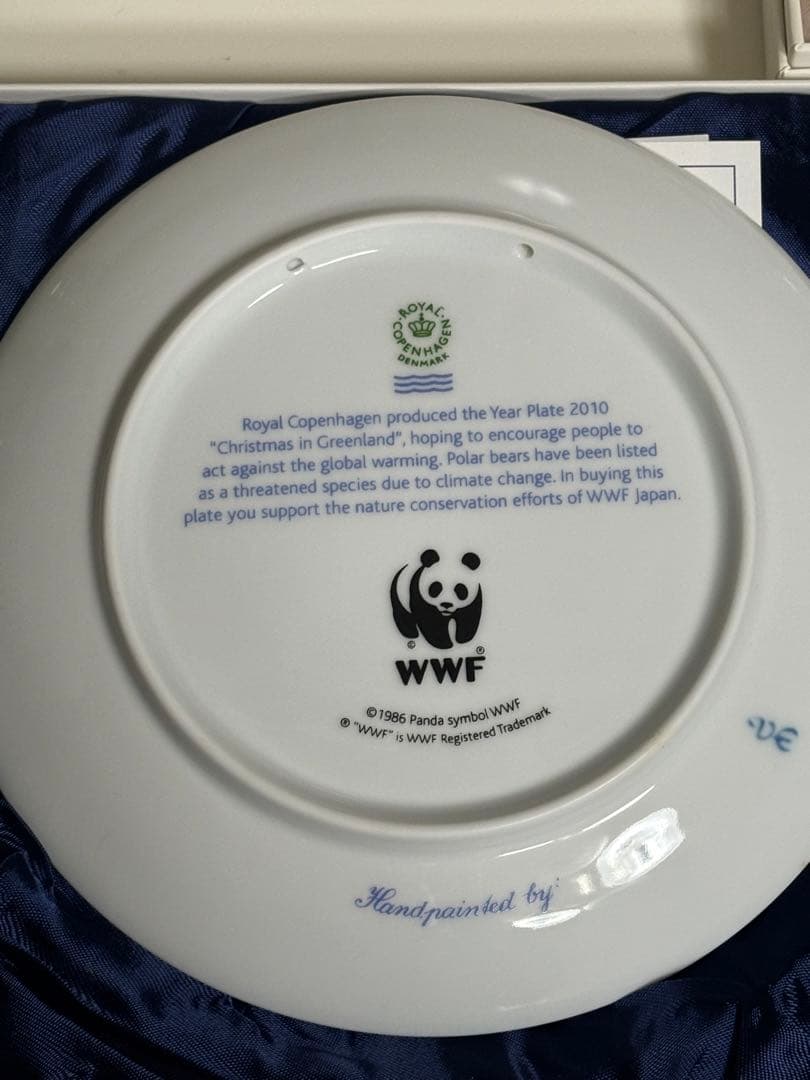 ROYAL COPENHAGEN
DENMARK
Royal Copenhagen produced the Year Plate 2010
"Christmas in Greenland", hoping to encourage people to
act against the global warming. Polar bears have been listed
as a threatened species due to climate change. In buying this
plate you support the nature conservation efforts of WWF Japan.
© ®
WWF
©1986 Panda symbol WWF
® "WWF" is WWF Registered Trademark
Handpainted by: